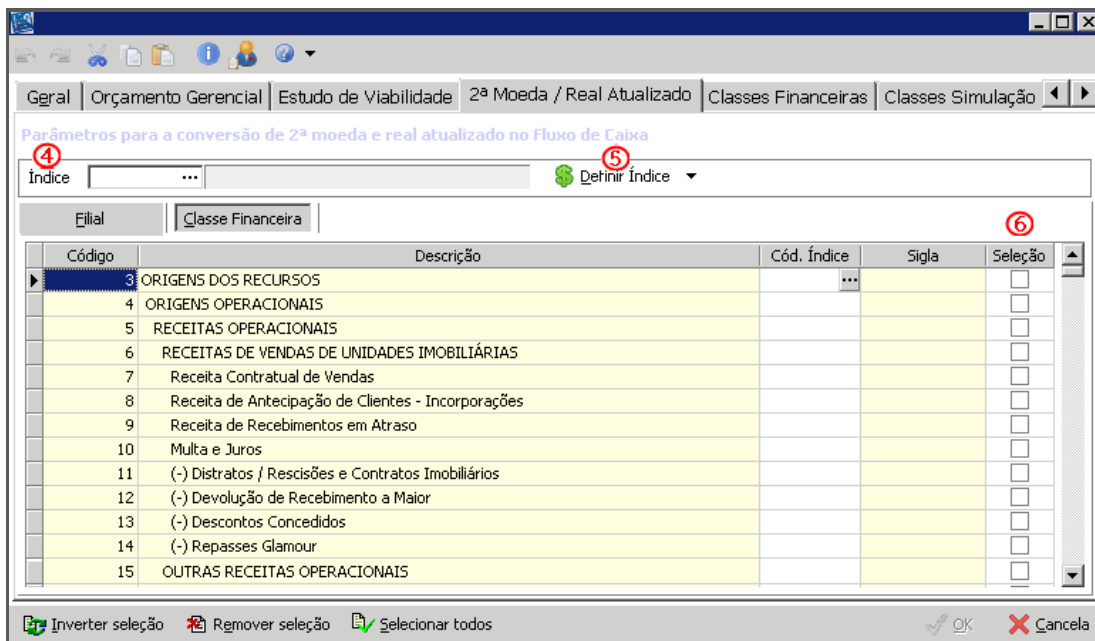 Geral Orçamento Gerencial Estudo de Viabilidade 2ª Moeda / Real Atualizado Classes Financeiras Classes Simulação
Parâmetros para a conversão de 2ª moeda e real atualizado no Fluxo de Caixa
4 5
Índice ... Definir Índice
Filial Classe Financeira 6
Código Descrição Cód. Índice Sigla Seleção
3 ORIGENS DOS RECURSOS ...
4 ORIGENS OPERACIONAIS
5 RECEITAS OPERACIONAIS
6 RECEITAS DE VENDAS DE UNIDADES IMOBILIÁRIAS
7 Receita Contratual de Vendas
8 Receita de Antecipação de Clientes - Incorporações
9 Receita de Recebimentos em Atraso
10 Multa e Juros
11 (-) Distratos / Rescisões e Contratos Imobiliários
12 (-) Devolução de Recebimento a Maior
13 (-) Descontos Concedidos
14 (-) Repasses Glamour
15 OUTRAS RECEITAS OPERACIONAIS
Inverter seleção Remover seleção Selecionar todos OK Cancela